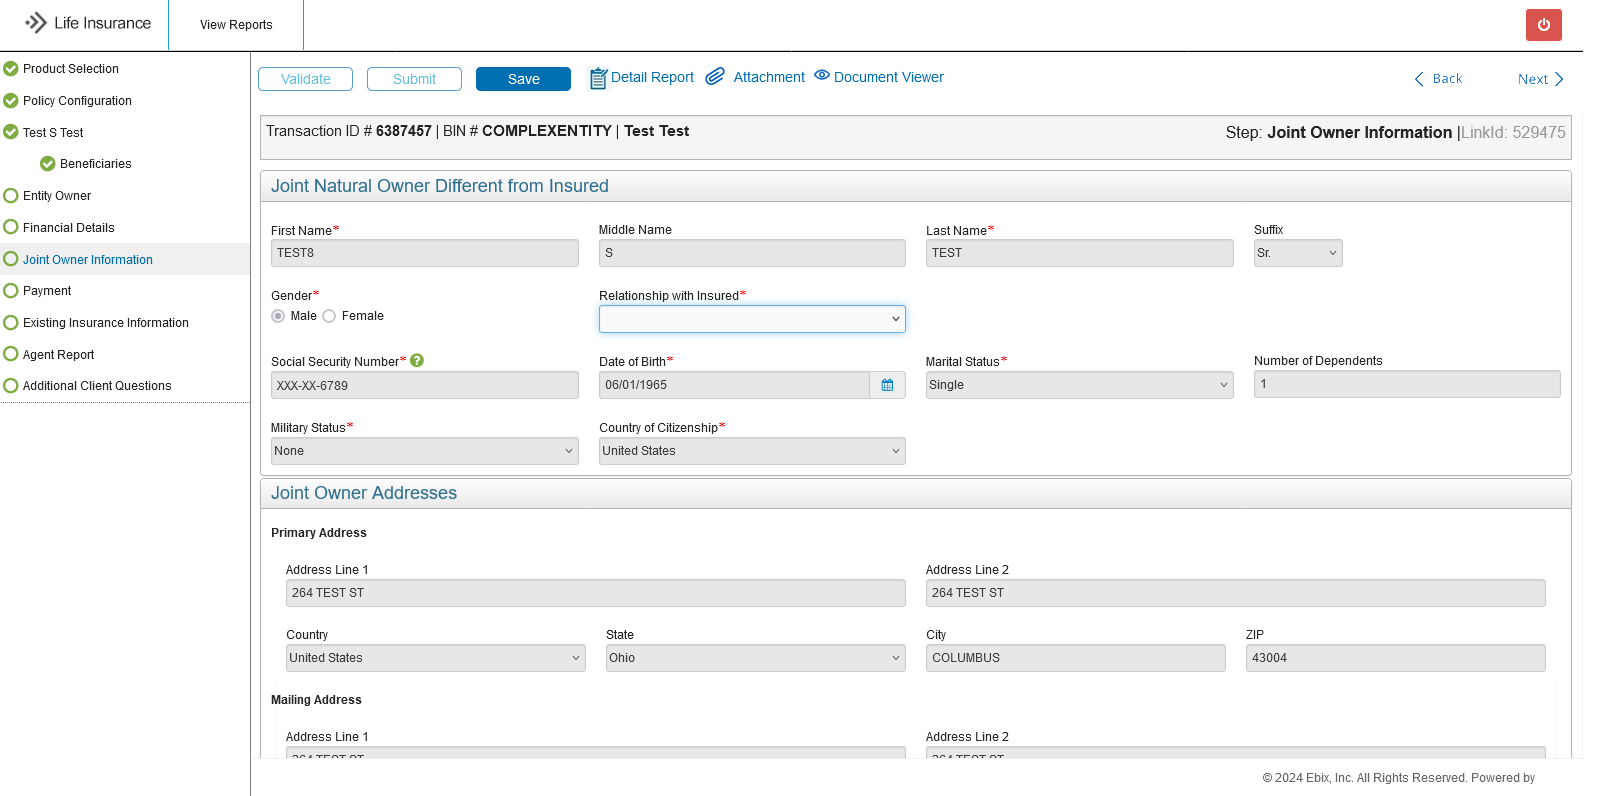 Life Insurance
View Reports
Product Selection
Policy Configuration
Test S Test
Beneficiaries
Entity Owner
Financial Details
Joint Owner Information
Payment
Existing Insurance Information
Agent Report
Additional Client Questions
Validate Submit Save Detail Report Attachment Document Viewer Back Next
Transaction ID # 6387457 | BIN # COMPLEXENTITY | Test Test
Step: Joint Owner Information |LinkId: 529475
Joint Natural Owner Different from Insured
First Name* Middle Name Last Name* Suffix
TEST8 S TEST Sr.
Gender* Relationship with Insured*
Male Female
Social Security Number* ? Date of Birth* Marital Status* Number of Dependents
XXX-XX-6789 06/01/1965 Single 1
Military Status* Country of Citizenship*
None United States
Joint Owner Addresses
Primary Address
Address Line 1 Address Line 2
264 TEST ST 264 TEST ST
Country State City ZIP
United States Ohio COLUMBUS 43004
Mailing Address
Address Line 1 Address Line 2
264 TEST ST 264 TEST ST
© 2024 Ebix, Inc. All Rights Reserved. Powered by